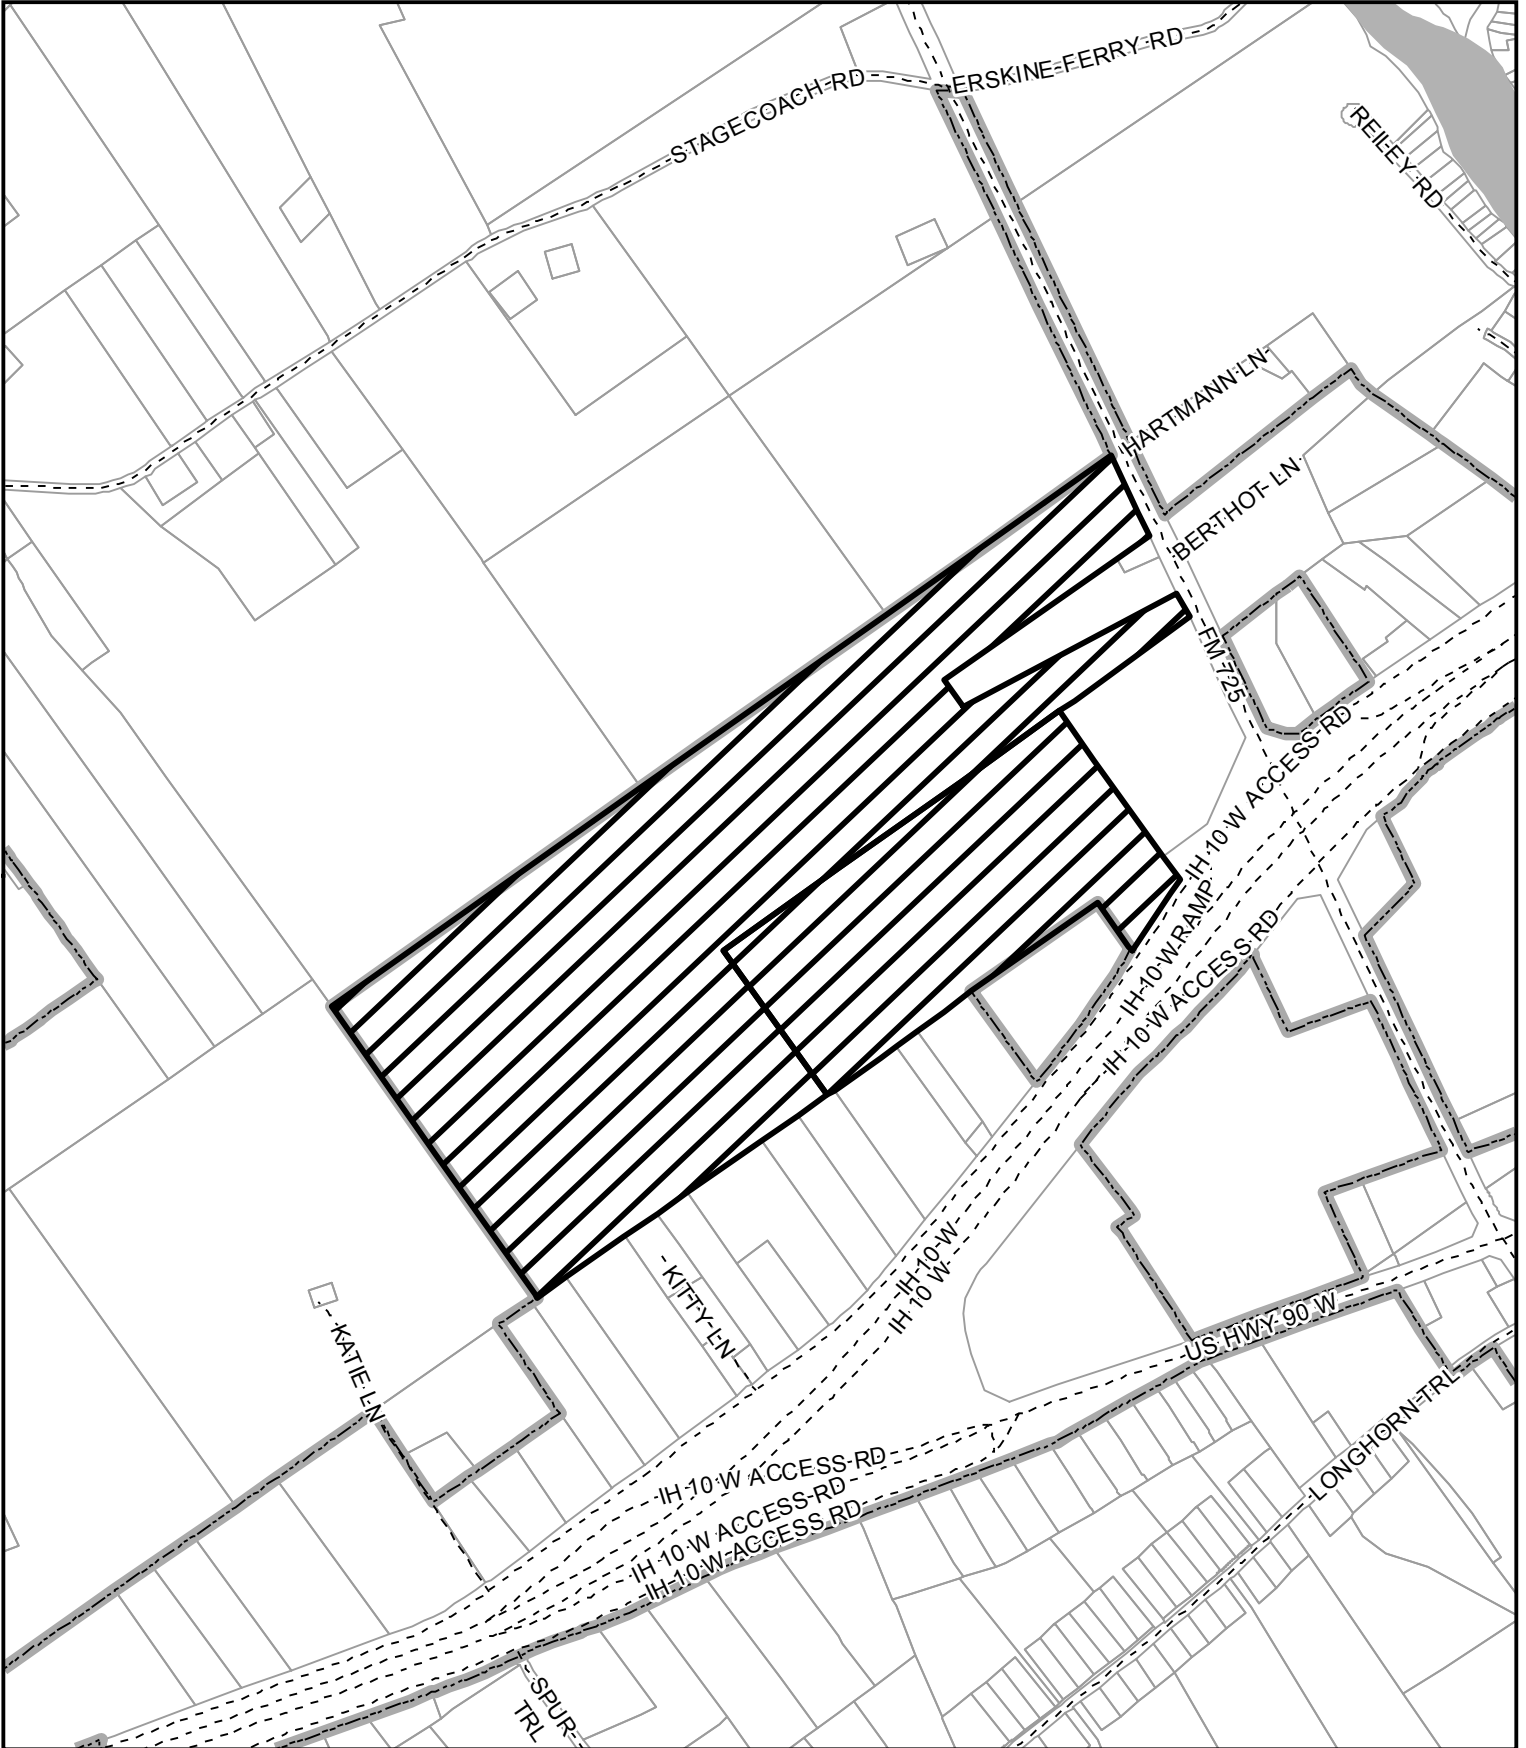 STAGECOACH RD
ERSKINE-FERRY RD
REILEY RD
HARTMANN LN
BERTHOT LN
FM 725
IH 10 W ACCESS RD
IH 10 W RAMP
IH 10 W ACCESS RD
IH 10 W
IH 10 W
KITTY LN
KATIE LN
US HWY 90 W
LONGHORN TRL
IH 10 W ACCESS RD
IH 10 W ACCESS RD
IH 10 W ACCESS RD
SPUR
TRL